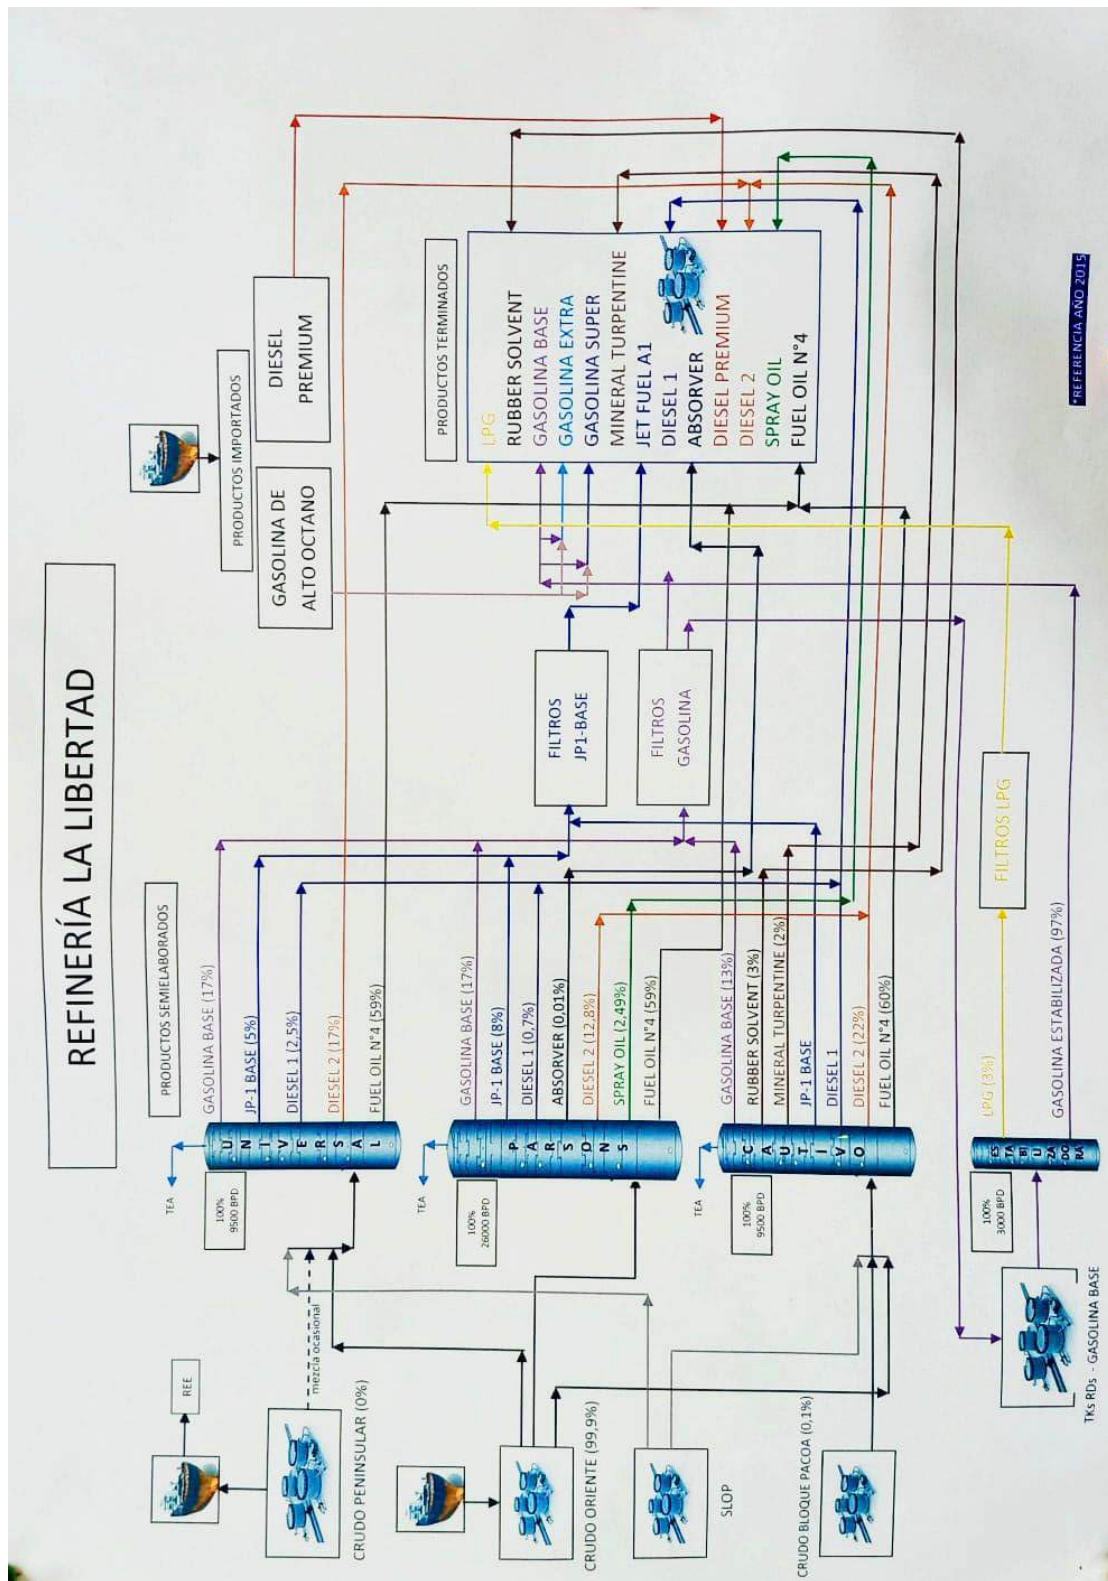 REFINERÍA LA LIBERTAD
REE
CRUDO PENINSULAR (0%)
mezcla ocasional
CRUDO ORIENTE (99,9%)
SLOP
CRUDO BLOQUE PACOA (0,1%)
TKs RDs - GASOLINA BASE
TEA
100%
9500 BPD
UNIVERSAL
TEA
100%
26000 BPD
PARSONS
TEA
100%
9500 BPD
CAUTIVO
100%
3000 BPD
ESTABILIZADORA
PRODUCTOS SEMIELABORADOS
GASOLINA BASE (17%)
JP-1 BASE (5%)
DIESEL 1 (2,5%)
DIESEL 2 (17%)
FUEL OIL N°4 (59%)
GASOLINA BASE (17%)
JP-1 BASE (8%)
DIESEL 1 (0,7%)
ABSORVER (0,01%)
DIESEL 2 (12,8%)
SPRAY OIL (2,49%)
FUEL OIL N°4 (59%)
GASOLINA BASE (13%)
RUBBER SOLVENT (3%)
MINERAL TURPENTINE (2%)
JP-1 BASE
DIESEL 1
DIESEL 2 (22%)
FUEL OIL N°4 (60%)
LPG (3%)
GASOLINA ESTABILIZADA (97%)
FILTROS
JP1-BASE
FILTROS
GASOLINA
FILTROS LPG
PRODUCTOS IMPORTADOS
GASOLINA DE
ALTO OCTANO
DIESEL
PREMIUM
PRODUCTOS TERMINADOS
LPG
RUBBER SOLVENT
GASOLINA BASE
GASOLINA EXTRA
GASOLINA SUPER
MINERAL TURPENTINE
JET FUEL A1
DIESEL 1
ABSORVER
DIESEL PREMIUM
DIESEL 2
SPRAY OIL
FUEL OIL N°4
*REFERENCIA AÑO 2015